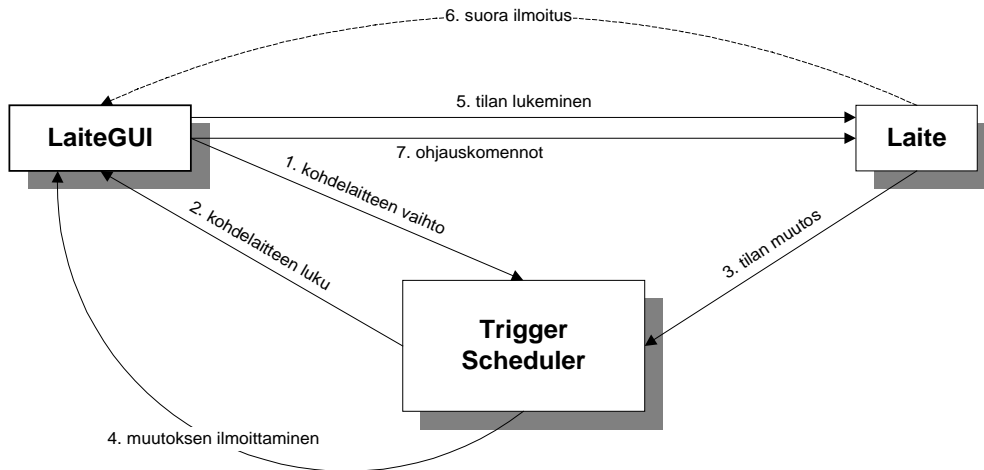 6. suora ilmoitus
5. tilan lukeminen
LaiteGUI
Laite
7. ohjauskomennot
1. kohdelaitteen vaihto
2. kohdelaitteen luku
3. tilan muutos
Trigger
Scheduler
4. muutoksen ilmoittaminen